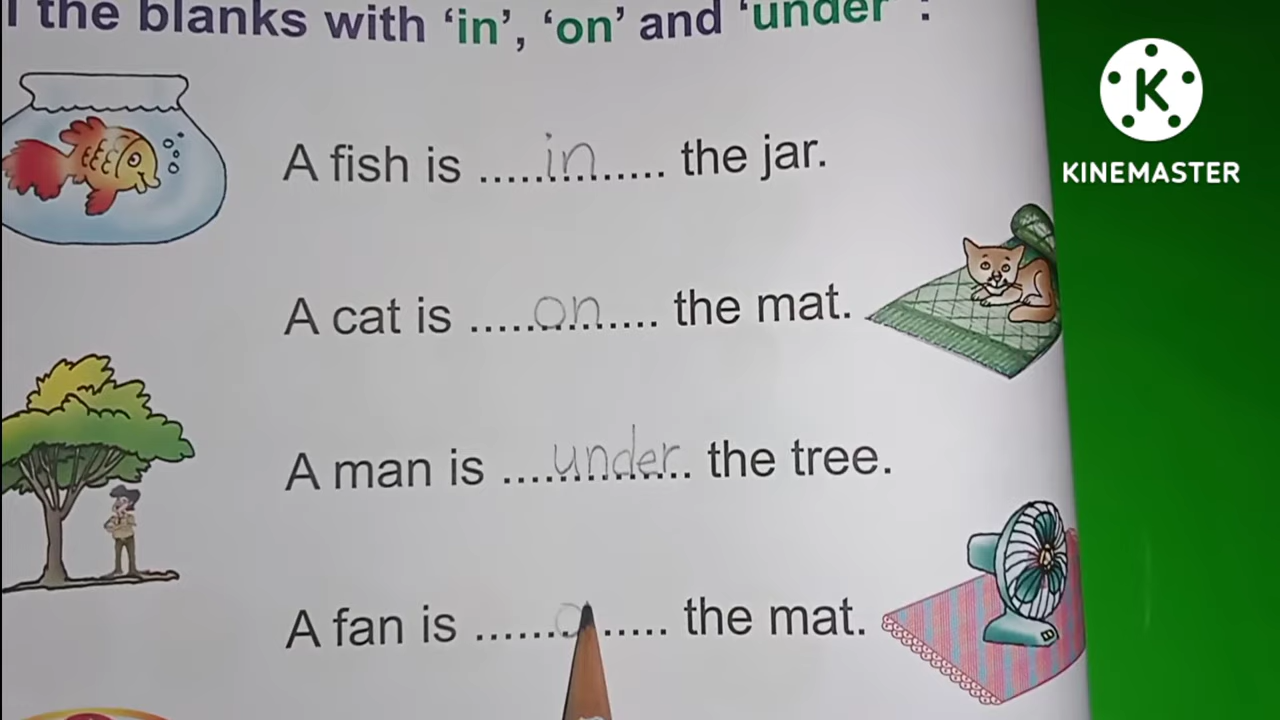 the blanks with ‘in’, ‘on’ and ‘under’ :
K
KINEMASTER
A fish is .....in....... the jar.
A cat is .....on....... the mat.
A man is ....under.. the tree.
A fan is ......o...... the mat.